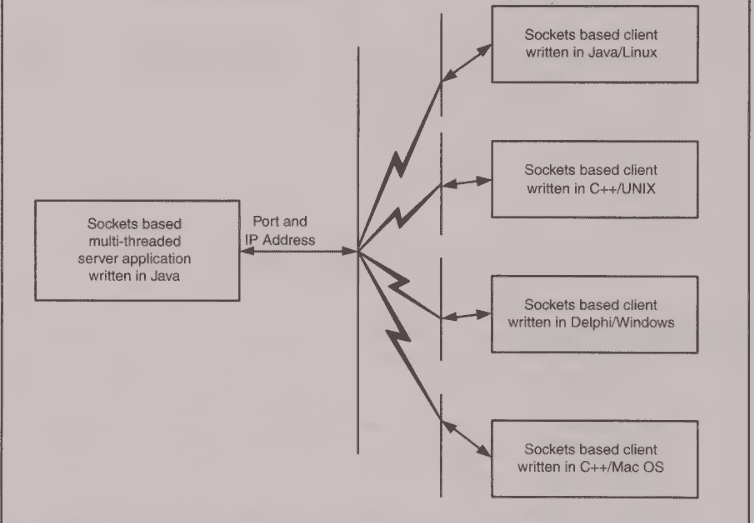 Sockets based
multi-threaded
server application
written in Java
Port and
IP Address
Sockets based client
written in Java/Linux
Sockets based client
written in C++/UNIX
Sockets based client
written in Delphi/Windows
Sockets based client
written in C++/Mac OS